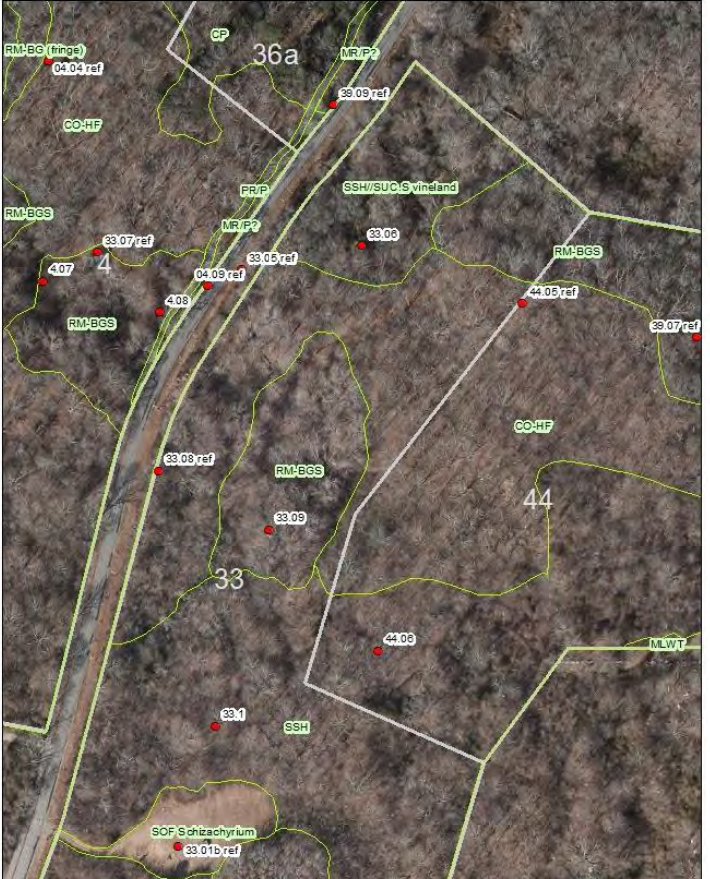 CP
RM-BG (fringe)
36a
MR/P?
04.04 ref
39.09 ref
CO-HF
PR/P
SSH//SUC.S vineland
RM-BGS
MR/P?
33.07 ref
33.06
RM-BGS
4
33.05 ref
4.07
04.09 ref
4.08
44.05 ref
RM-BGS
39.07 ref
CO-HF
33.08 ref
RM-BGS
44
33.09
33
44.06
MLWT
33.1
SSH
SOF Schizachyrium
33.01b ref